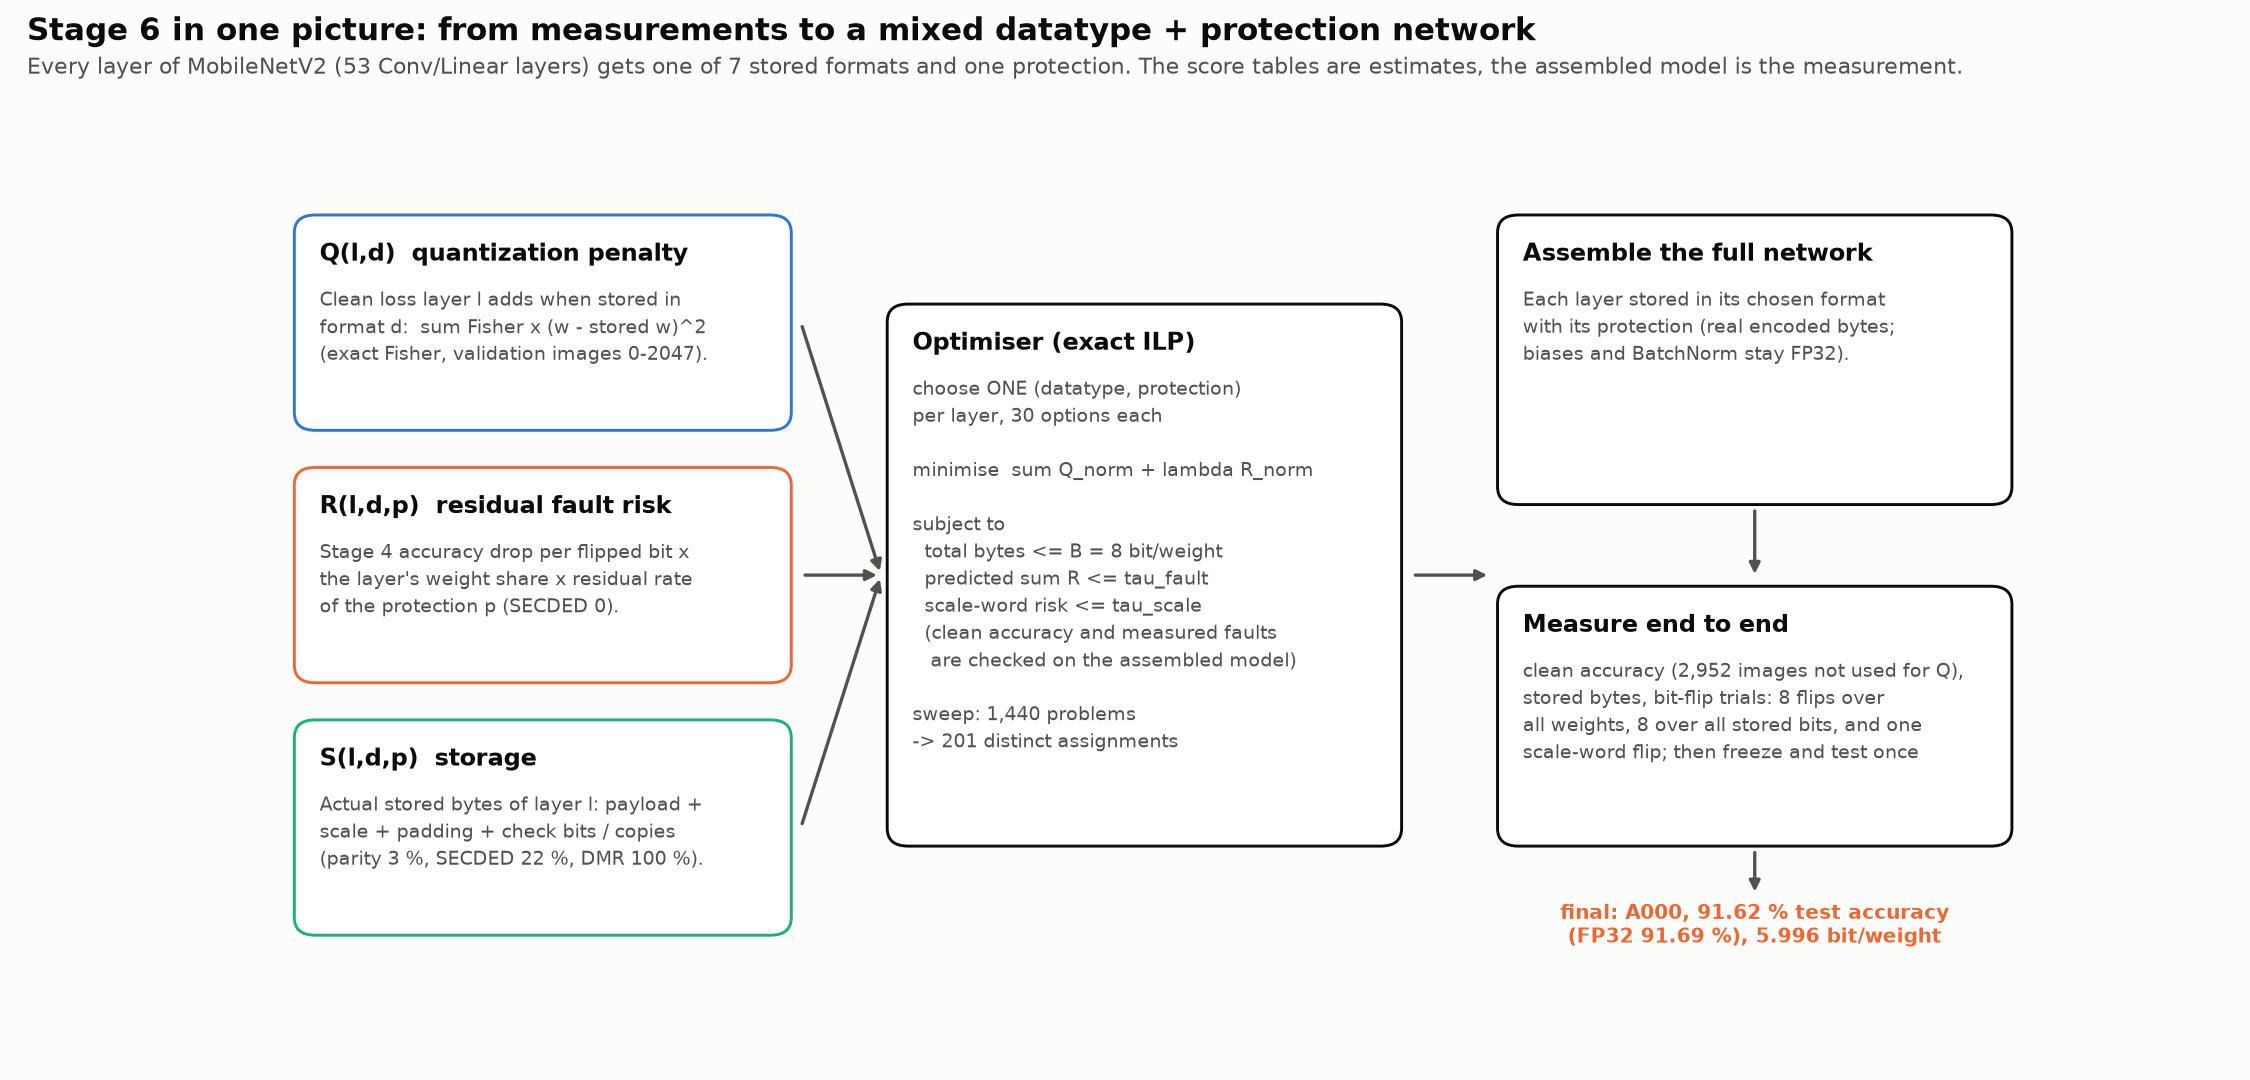 Stage 6 in one picture: from measurements to a mixed datatype + protection network
Every layer of MobileNetV2 (53 Conv/Linear layers) gets one of 7 stored formats and one protection. The score tables are estimates, the assembled model is the measurement.
Q(l,d)  quantization penalty
Clean loss layer l adds when stored in
format d:  sum Fisher x (w - stored w)^2
(exact Fisher, validation images 0-2047).
R(l,d,p)  residual fault risk
Stage 4 accuracy drop per flipped bit x
the layer's weight share x residual rate
of the protection p (SECDED 0).
S(l,d,p)  storage
Actual stored bytes of layer l: payload +
scale + padding + check bits / copies
(parity 3 %, SECDED 22 %, DMR 100 %).
Optimiser (exact ILP)
choose ONE (datatype, protection)
per layer, 30 options each
minimise  sum Q_norm + lambda R_norm
subject to
total bytes <= B = 8 bit/weight
predicted sum R <= tau_fault
scale-word risk <= tau_scale
(clean accuracy and measured faults
are checked on the assembled model)
sweep: 1,440 problems
-> 201 distinct assignments
Assemble the full network
Each layer stored in its chosen format
with its protection (real encoded bytes;
biases and BatchNorm stay FP32).
Measure end to end
clean accuracy (2,952 images not used for Q),
stored bytes, bit-flip trials: 8 flips over
all weights, 8 over all stored bits, and one
scale-word flip; then freeze and test once
final: A000, 91.62 % test accuracy
(FP32 91.69 %), 5.996 bit/weight